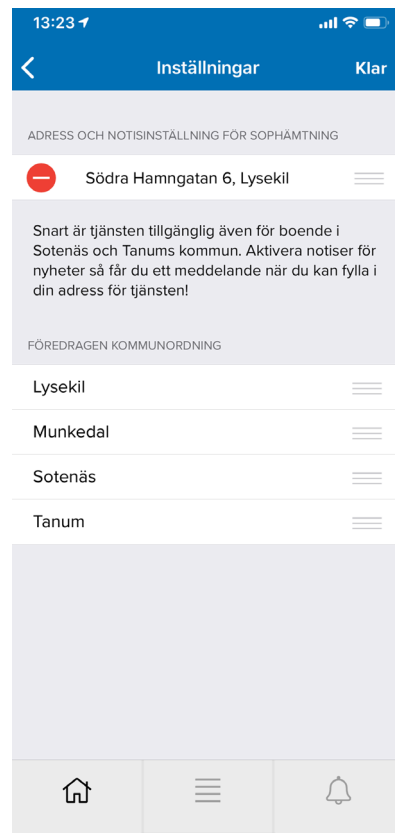 13:23
Inställningar
Klar
ADRESS OCH NOTISINSTÄLLNING FÖR SOPHÄMTNING
Södra Hamngatan 6, Lysekil
Snart är tjänsten tillgänglig även för boende i
Sotenäs och Tanums kommun. Aktivera notiser för
nyheter så får du ett meddelande när du kan fylla i
din adress för tjänsten!
FÖREDRAGEN KOMMUNORDNING
Lysekil
Munkedal
Sotenäs
Tanum